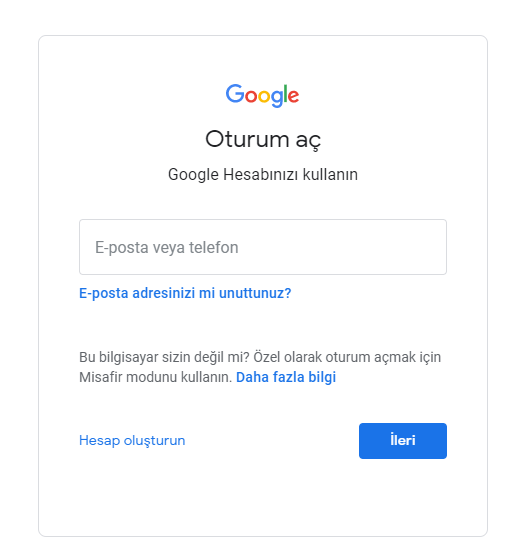 Google
Oturum aç
Google Hesabınızı kullanın
E-posta veya telefon
E-posta adresinizi mi unuttunuz?
Bu bilgisayar sizin değil mi? Özel olarak oturum açmak için
Misafir modunu kullanın. Daha fazla bilgi
Hesap oluşturun
İleri